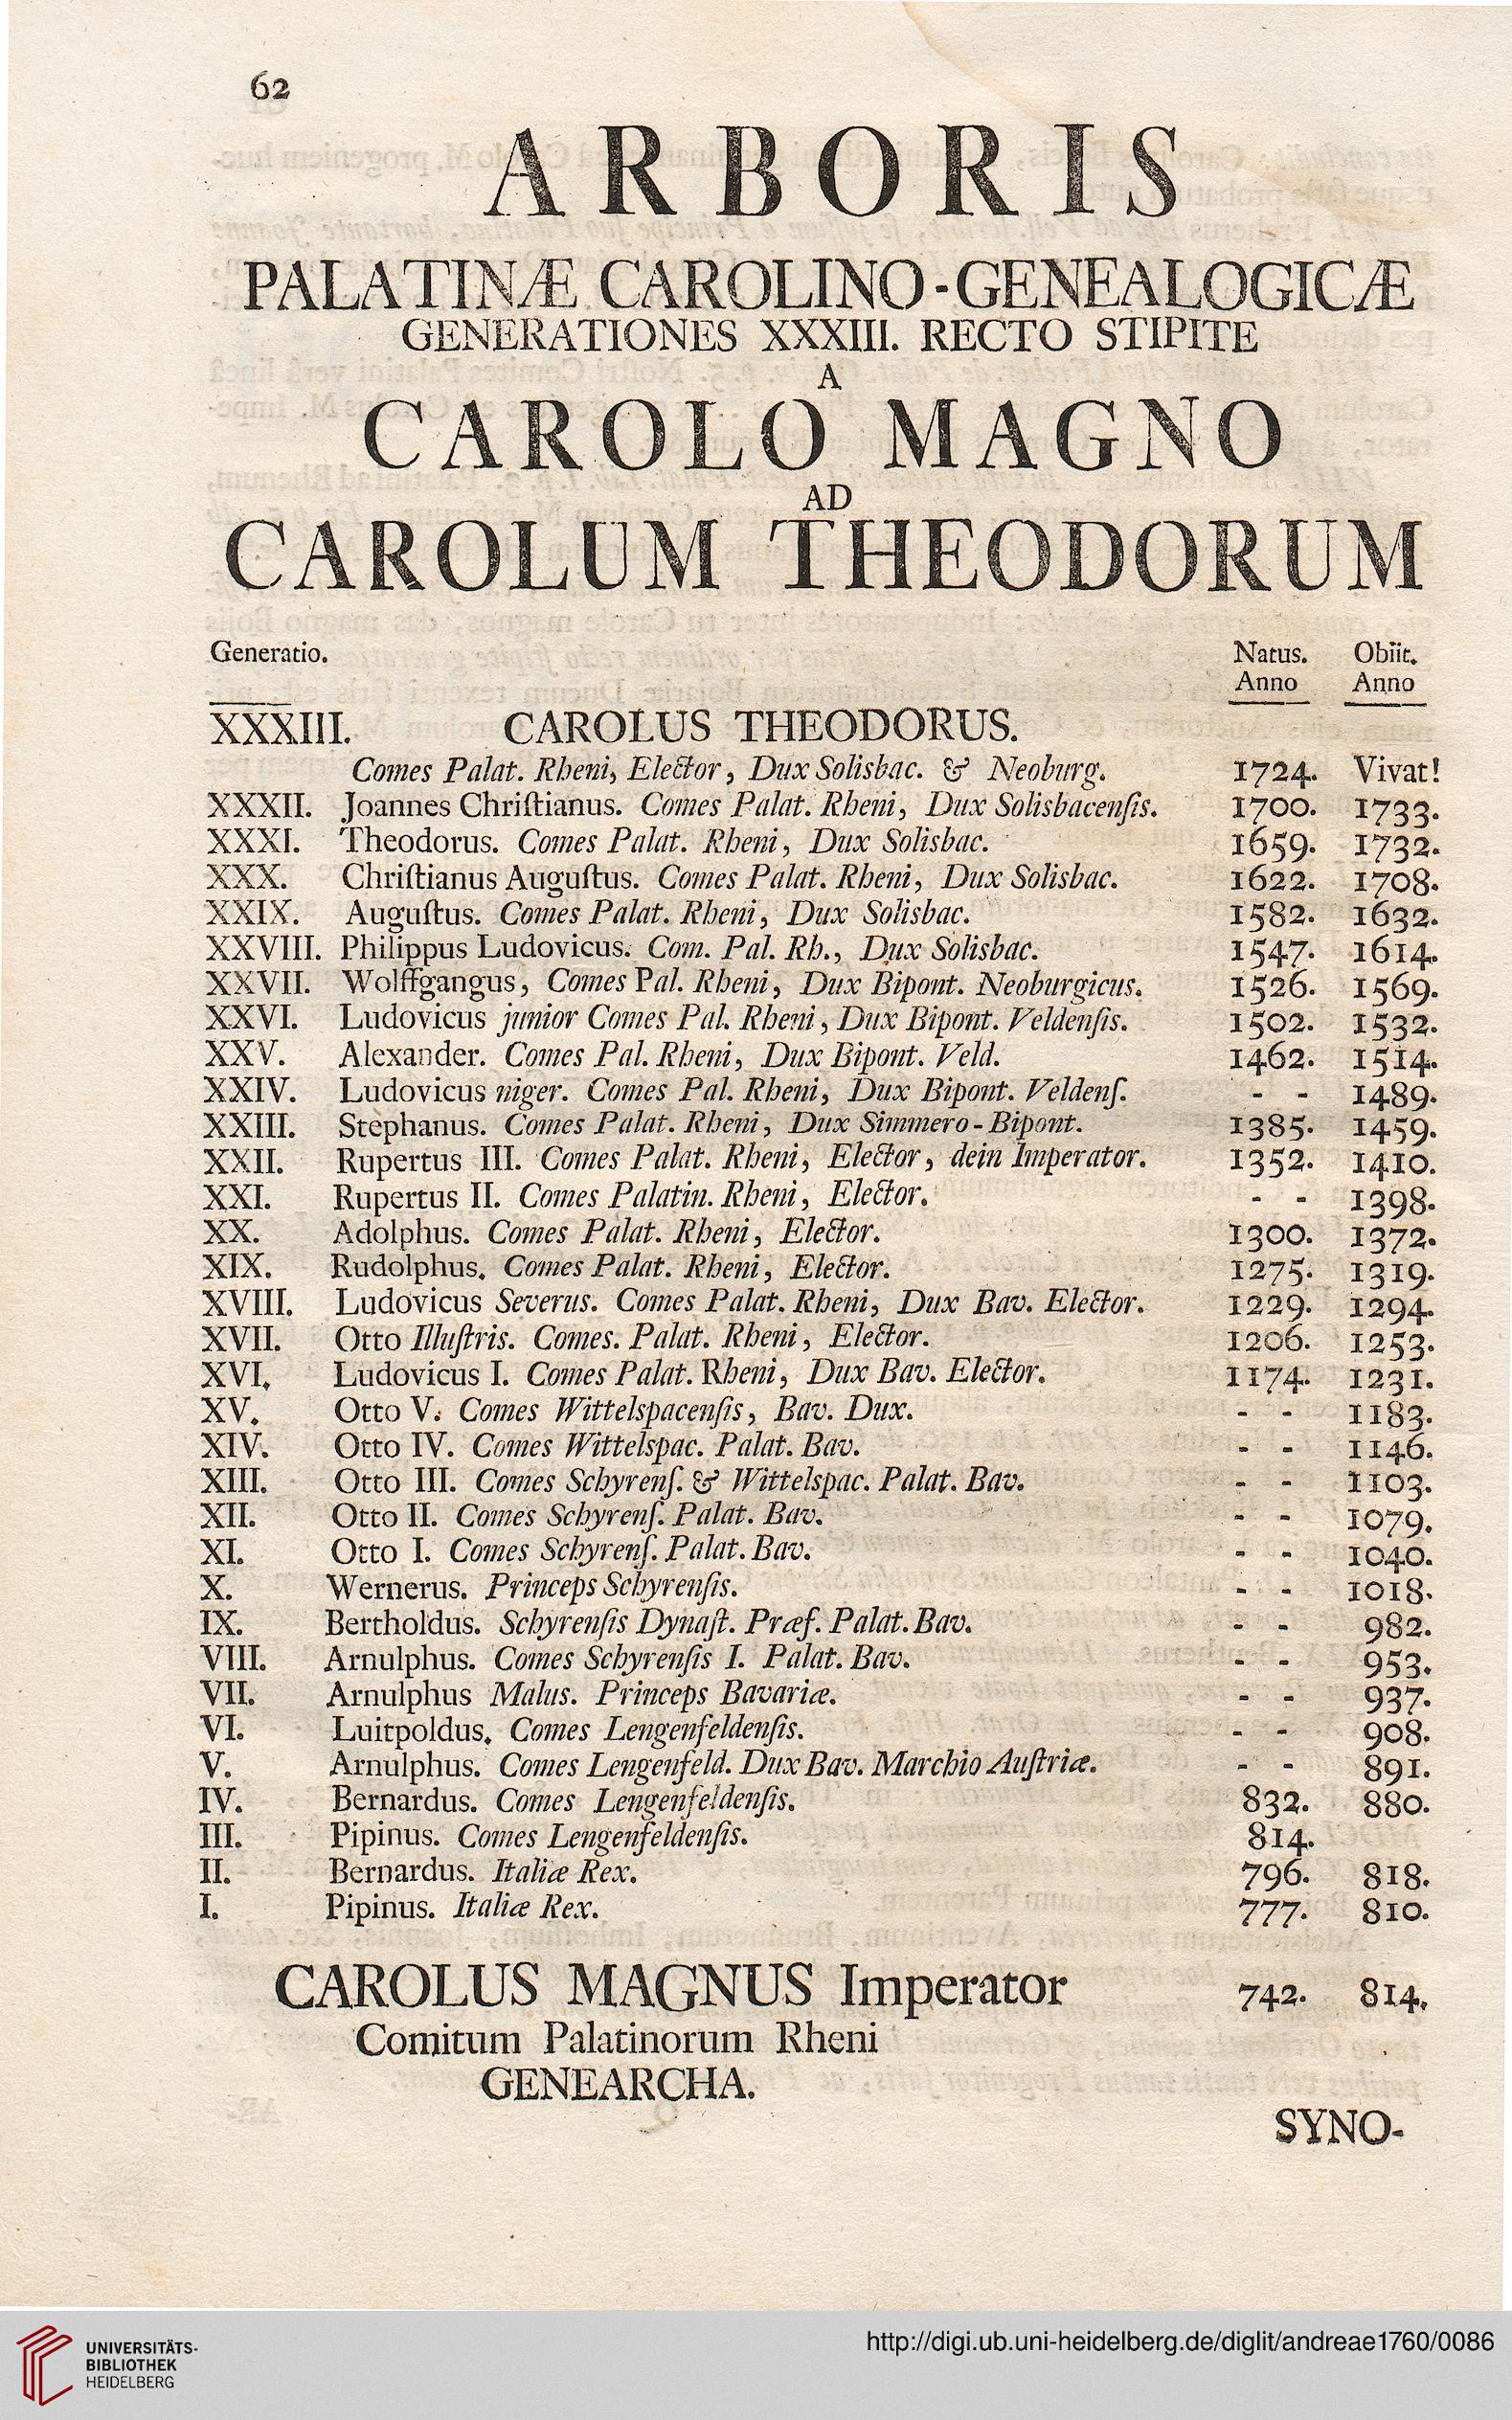 62
ARBORIS
PALATINÆ CAROLINO-GENEALOGICÆ
GENERATIONES XXXIII. RECTO STIPITE
A
CAROLO MAGNO
AD
CAROLUM THEODORUM
Generatio. Natus. Obiit.
Anno Anno
XXXIII. CAROLUS THEODORUS.
Comes Palat. Rheni, Elector, Dux Solisbac. & Neoburg. 1724. Vivat!
XXXII. Joannes Chriſtianus. Comes Palat. Rheni, Dux Solisbacenſis. 1700. 1733.
XXXI. Theodorus. Comes Palat. Rheni, Dux Solisbac. 1659. 1732.
XXX. Chriſtianus Auguſtus. Comes Palat. Rheni, Dux Solisbac. 1622. 1708.
XXIX. Auguſtus. Comes Palat. Rheni, Dux Solisbac. 1582. 1632.
XXVIII. Philippus Ludovicus. Com. Pal. Rh., Dux Solisbac. 1547. 1614.
XXVII. Wolffgangus, Comes Pal. Rheni, Dux Bipont. Neoburgicus. 1526. 1569.
XXVI. Ludovicus junior Comes Pal. Rheni, Dux Bipont. Veldenſis. 1502. 1532.
XXV. Alexander. Comes Pal. Rheni, Dux Bipont. Veld. 1462. 1514.
XXIV. Ludovicus niger. Comes Pal. Rheni, Dux Bipont. Veldenſ. - - 1489.
XXIII. Stephanus. Comes Palat. Rheni, Dux Simmero-Bipont. 1385. 1459.
XXII. Rupertus III. Comes Palat. Rheni, Elector, dein Imperator. 1352. 1410.
XXI. Rupertus II. Comes Palatin. Rheni, Elector. - - 1398.
XX. Adolphus. Comes Palat. Rheni, Elector. 1300. 1372.
XIX. Rudolphus. Comes Palat. Rheni, Elector. 1275. 1319.
XVIII. Ludovicus Severus. Comes Palat. Rheni, Dux Bav. Elector. 1229. 1294.
XVII. Otto Illuſtris. Comes. Palat. Rheni, Elector. 1206. 1253.
XVI. Ludovicus I. Comes Palat. Rheni, Dux Bav. Elector. 1174. 1231.
XV. Otto V. Comes Wittelspacenſis, Bav. Dux. - - 1183.
XIV. Otto IV. Comes Wittelspac. Palat. Bav. - - 1146.
XIII. Otto III. Comes Schyrenſ. & Wittelspac. Palat. Bav. - - 1103.
XII. Otto II. Comes Schyrenſ. Palat. Bav. - - 1079.
XI. Otto I. Comes Schyrenſ. Palat. Bav. - - 1040.
X. Wernerus. Princeps Schyrenſis. - - 1018.
IX. Bertholdus. Schyrenſis Dynaſt. Præf. Palat. Bav. - - 982.
VIII. Arnulphus. Comes Schyrenſis I. Palat. Bav. - - 953.
VII. Arnulphus Malus. Princeps Bavariæ. - - 937.
VI. Luitpoldus. Comes Lengenfeldenſis. - - 908.
V. Arnulphus. Comes Lengenfeld. Dux Bav. Marchio Auſtriæ. - - 891.
IV. Bernardus. Comes Lengenfeldenſis. 832. 880.
III. Pipinus. Comes Lengenfeldenſis. 814.
II. Bernardus. Italiæ Rex. 796. 818.
I. Pipinus. Italiæ Rex. 777. 810.
CAROLUS MAGNUS Imperator 742. 814.
Comitum Palatinorum Rheni
GENEARCHA.
SYNO-
UNIVERSITÄTS-
BIBLIOTHEK
HEIDELBERG
http://digi.ub.uni-heidelberg.de/diglit/andreae1760/0086